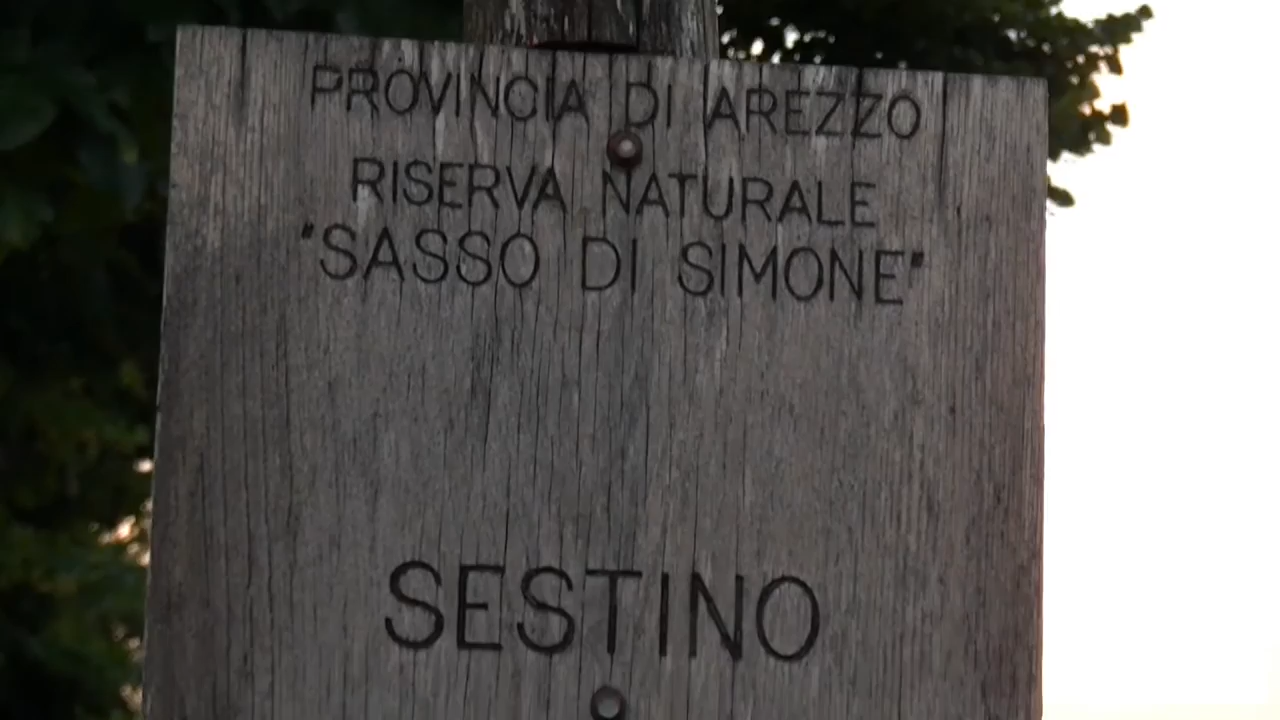 PROVINCIA DI AREZZO
RISERVA NATURALE
"SASSO DI SIMONE"
SESTINO